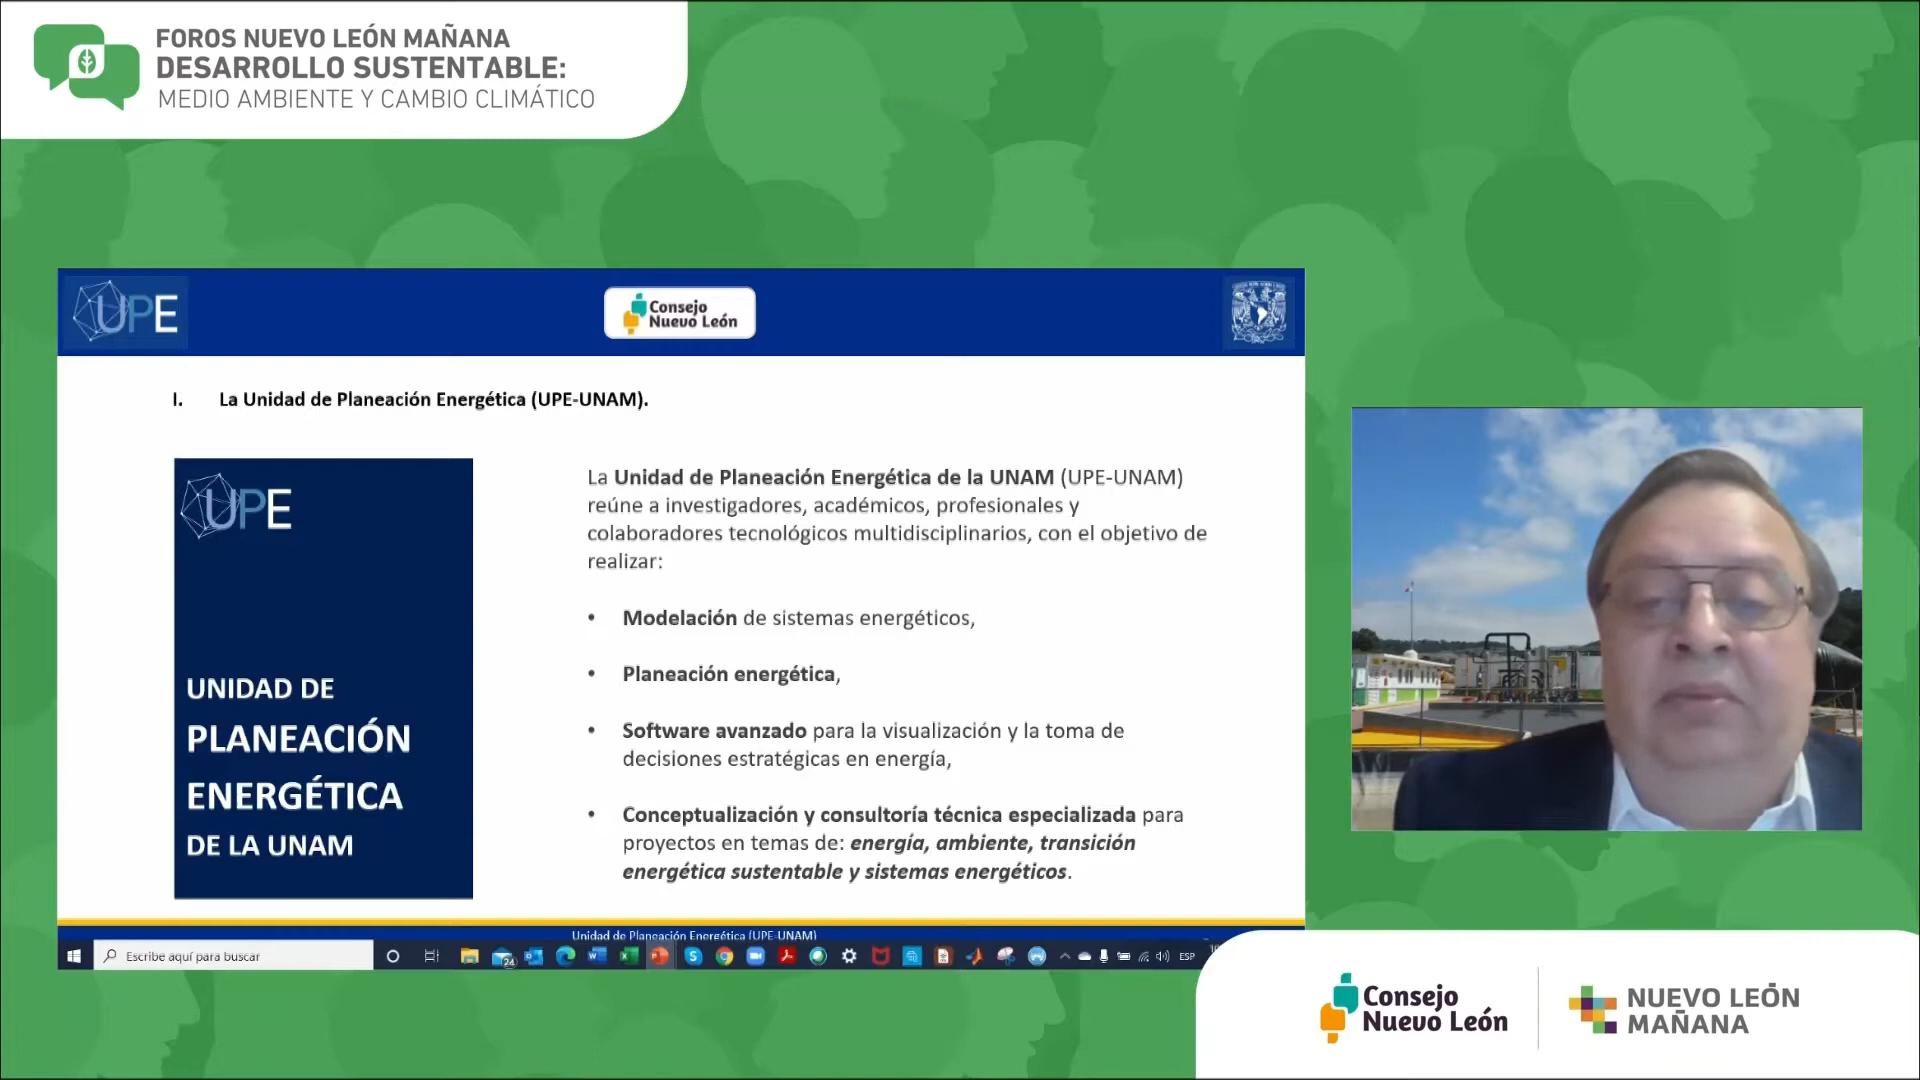 FOROS NUEVO LEÓN MAÑANA
DESARROLLO SUSTENTABLE:
MEDIO AMBIENTE Y CAMBIO CLIMÁTICO
UPE
Consejo
Nuevo León
I. La Unidad de Planeación Energética (UPE-UNAM).
UPE
UNIDAD DE
PLANEACIÓN
ENERGÉTICA
DE LA UNAM
La Unidad de Planeación Energética de la UNAM (UPE-UNAM)
reúne a investigadores, académicos, profesionales y
colaboradores tecnológicos multidisciplinarios, con el objetivo de
realizar:
• Modelación de sistemas energéticos,
• Planeación energética,
• Software avanzado para la visualización y la toma de
decisiones estratégicas en energía,
• Conceptualización y consultoría técnica especializada para
proyectos en temas de: energía, ambiente, transición
energética sustentable y sistemas energéticos.
Unidad de Planeación Energética (UPE-UNAM)
Escribe aquí para buscar
24
ESP
Consejo
Nuevo León
NUEVO LEÓN
MAÑANA